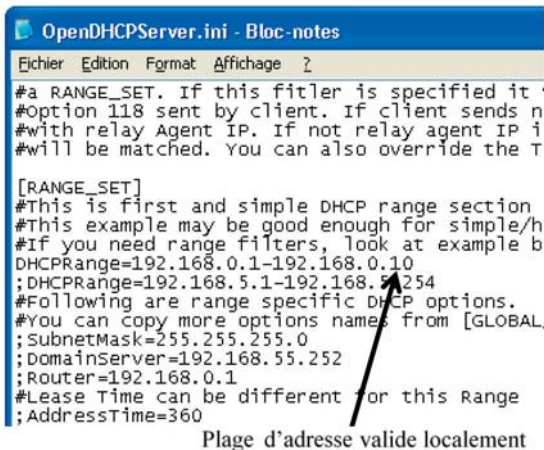 OpenDHCPServer.ini - Bloc-notes
Fichier Edition Format Affichage ?
#a RANGE_SET. If this fitler is specified it
#Option 118 sent by client. If client sends n
#with relay Agent IP. If not relay agent IP i
#will be matched. You can also override the T
[RANGE_SET]
#This is first and simple DHCP range section
#This example may be good enough for simple/h
#If you need range filters, look at example b
DHCPRange=192.168.0.1-192.168.0.10
;DHCPRange=192.168.5.1-192.168.5.254
#Following are range specific DHCP options.
#You can copy more options names from [GLOBAL_
;SubnetMask=255.255.255.0
;DomainServer=192.168.55.252
;Router=192.168.0.1
#Lease Time can be different for this Range
;AddressTime=360
Plage d'adresse valide localement